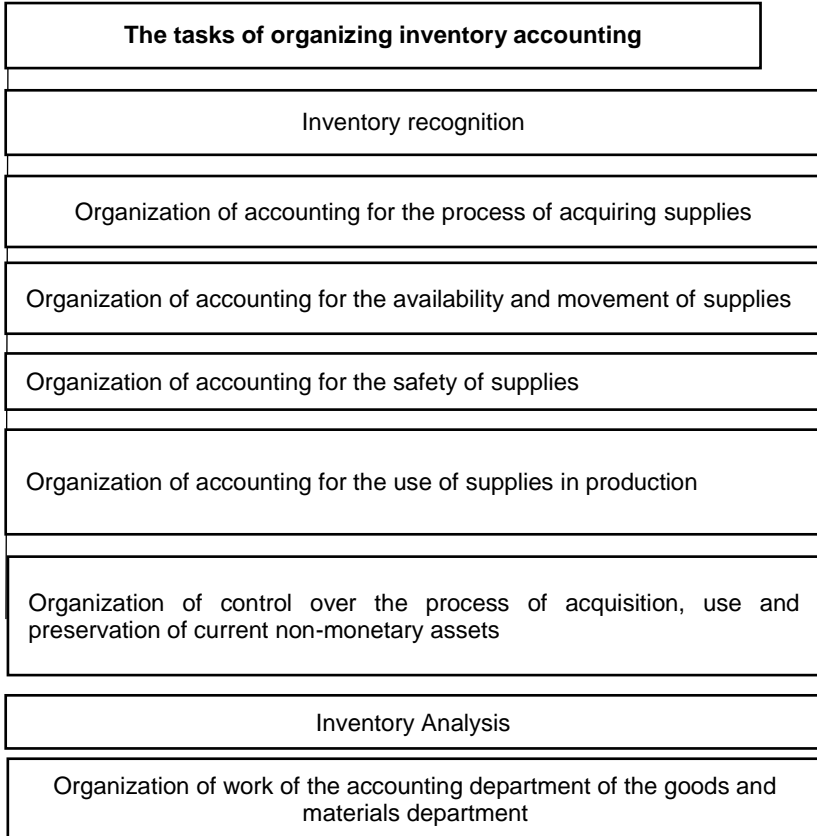 The tasks of organizing inventory accounting
Inventory recognition
Organization of accounting for the process of acquiring supplies
Organization of accounting for the availability and movement of supplies
Organization of accounting for the safety of supplies
Organization of accounting for the use of supplies in production
Organization of control over the process of acquisition, use and
preservation of current non-monetary assets
Inventory Analysis
Organization of work of the accounting department of the goods and
materials department